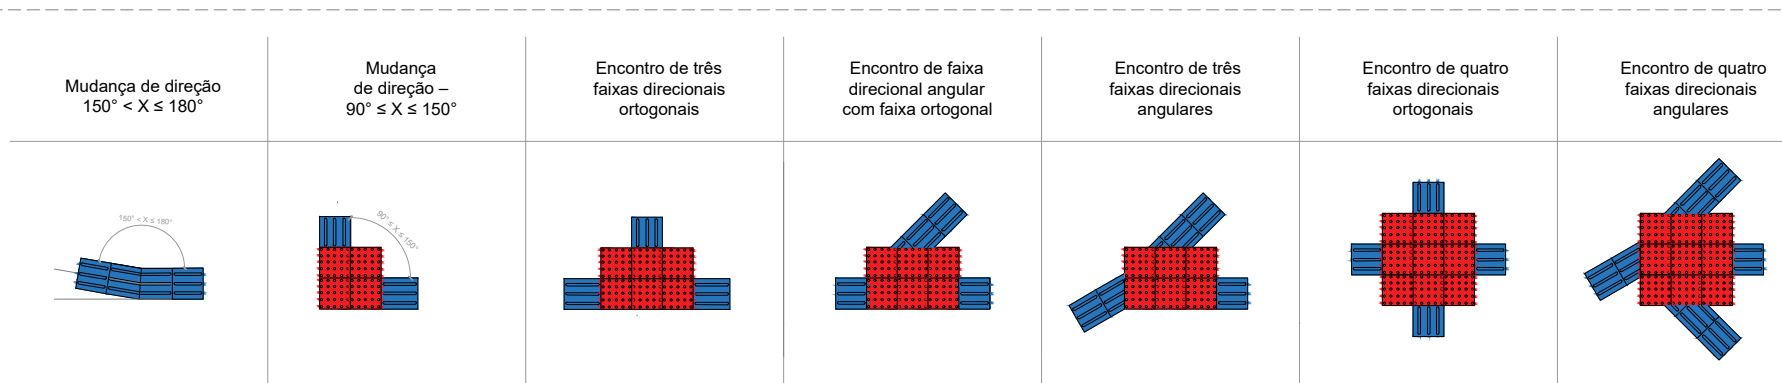 Mudança de direção
150° < X ≤ 180°
Mudança
de direção –
90° ≤ X ≤ 150°
Encontro de três
faixas direcionais
ortogonais
Encontro de faixa
direcional angular
com faixa ortogonal
Encontro de três
faixas direcionais
angulares
Encontro de quatro
faixas direcionais
ortogonais
Encontro de quatro
faixas direcionais
angulares
150° < X ≤ 180°
90° ≤ X ≤ 150°